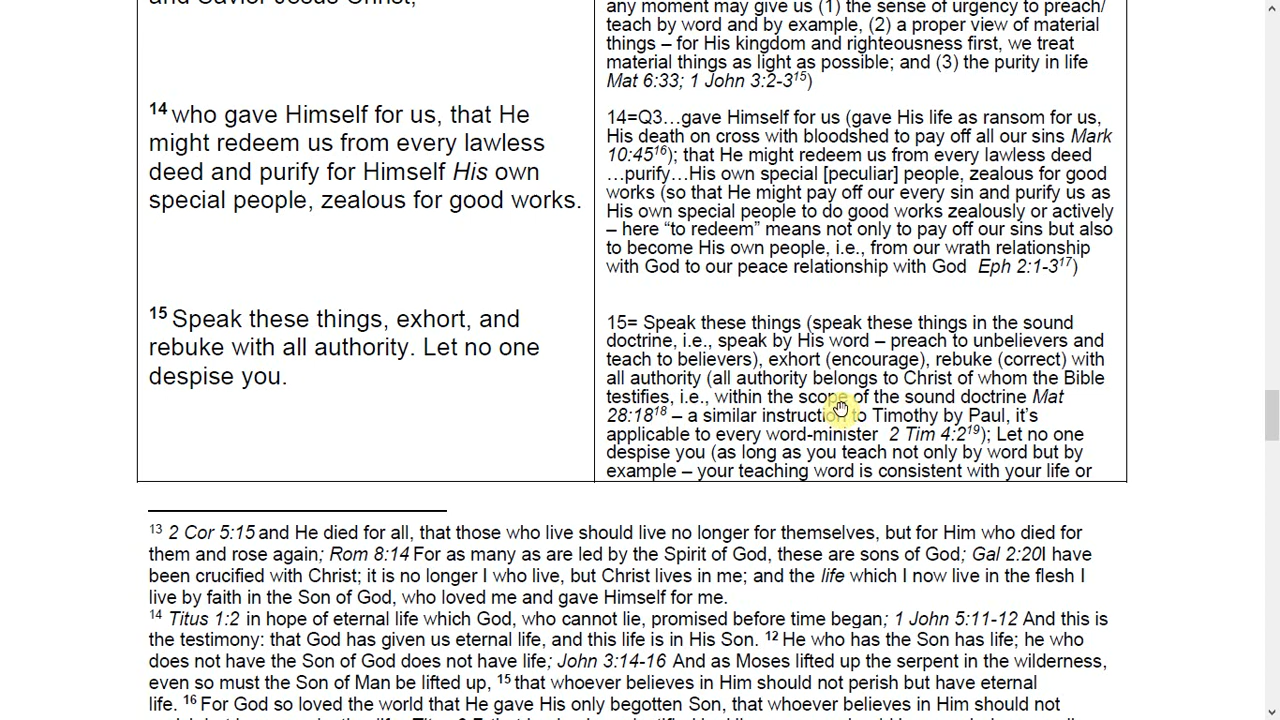 and Savior Jesus Christ,
¹⁴ who gave Himself for us, that He
might redeem us from every lawless
deed and purify for Himself His own
special people, zealous for good works.
¹⁵ Speak these things, exhort, and
rebuke with all authority. Let no one
despise you.
any moment may give us (1) the sense of urgency to preach/
teach by word and by example, (2) a proper view of material
things – for His kingdom and righteousness first, we treat
material things as light as possible; and (3) the purity in life
Mat 6:33; 1 John 3:2-3¹⁵)
14=Q3…gave Himself for us (gave His life as ransom for us,
His death on cross with bloodshed to pay off all our sins Mark
10:45¹⁶); that He might redeem us from every lawless deed
…purify…His own special [peculiar] people, zealous for good
works (so that He might pay off our every sin and purify us as
His own special people to do good works zealously or actively
– here “to redeem” means not only to pay off our sins but also
to become His own people, i.e., from our wrath relationship
with God to our peace relationship with God Eph 2:1-3¹⁷)
15= Speak these things (speak these things in the sound
doctrine, i.e., speak by His word – preach to unbelievers and
teach to believers), exhort (encourage), rebuke (correct) with
all authority (all authority belongs to Christ of whom the Bible
testifies, i.e., within the scope of the sound doctrine Mat
28:18¹⁸ – a similar instruction to Timothy by Paul, it’s
applicable to every word-minister 2 Tim 4:2¹⁹); Let no one
despise you (as long as you teach not only by word but by
example – your teaching word is consistent with your life or
¹³ 2 Cor 5:15 and He died for all, that those who live should live no longer for themselves, but for Him who died for
them and rose again; Rom 8:14 For as many as are led by the Spirit of God, these are sons of God; Gal 2:20I have
been crucified with Christ; it is no longer I who live, but Christ lives in me; and the life which I now live in the flesh I
live by faith in the Son of God, who loved me and gave Himself for me.
¹⁴ Titus 1:2 in hope of eternal life which God, who cannot lie, promised before time began; 1 John 5:11-12 And this is
the testimony: that God has given us eternal life, and this life is in His Son. ¹² He who has the Son has life; he who
does not have the Son of God does not have life; John 3:14-16 And as Moses lifted up the serpent in the wilderness,
even so must the Son of Man be lifted up, ¹⁵ that whoever believes in Him should not perish but have eternal
life. ¹⁶ For God so loved the world that He gave His only begotten Son, that whoever believes in Him should not